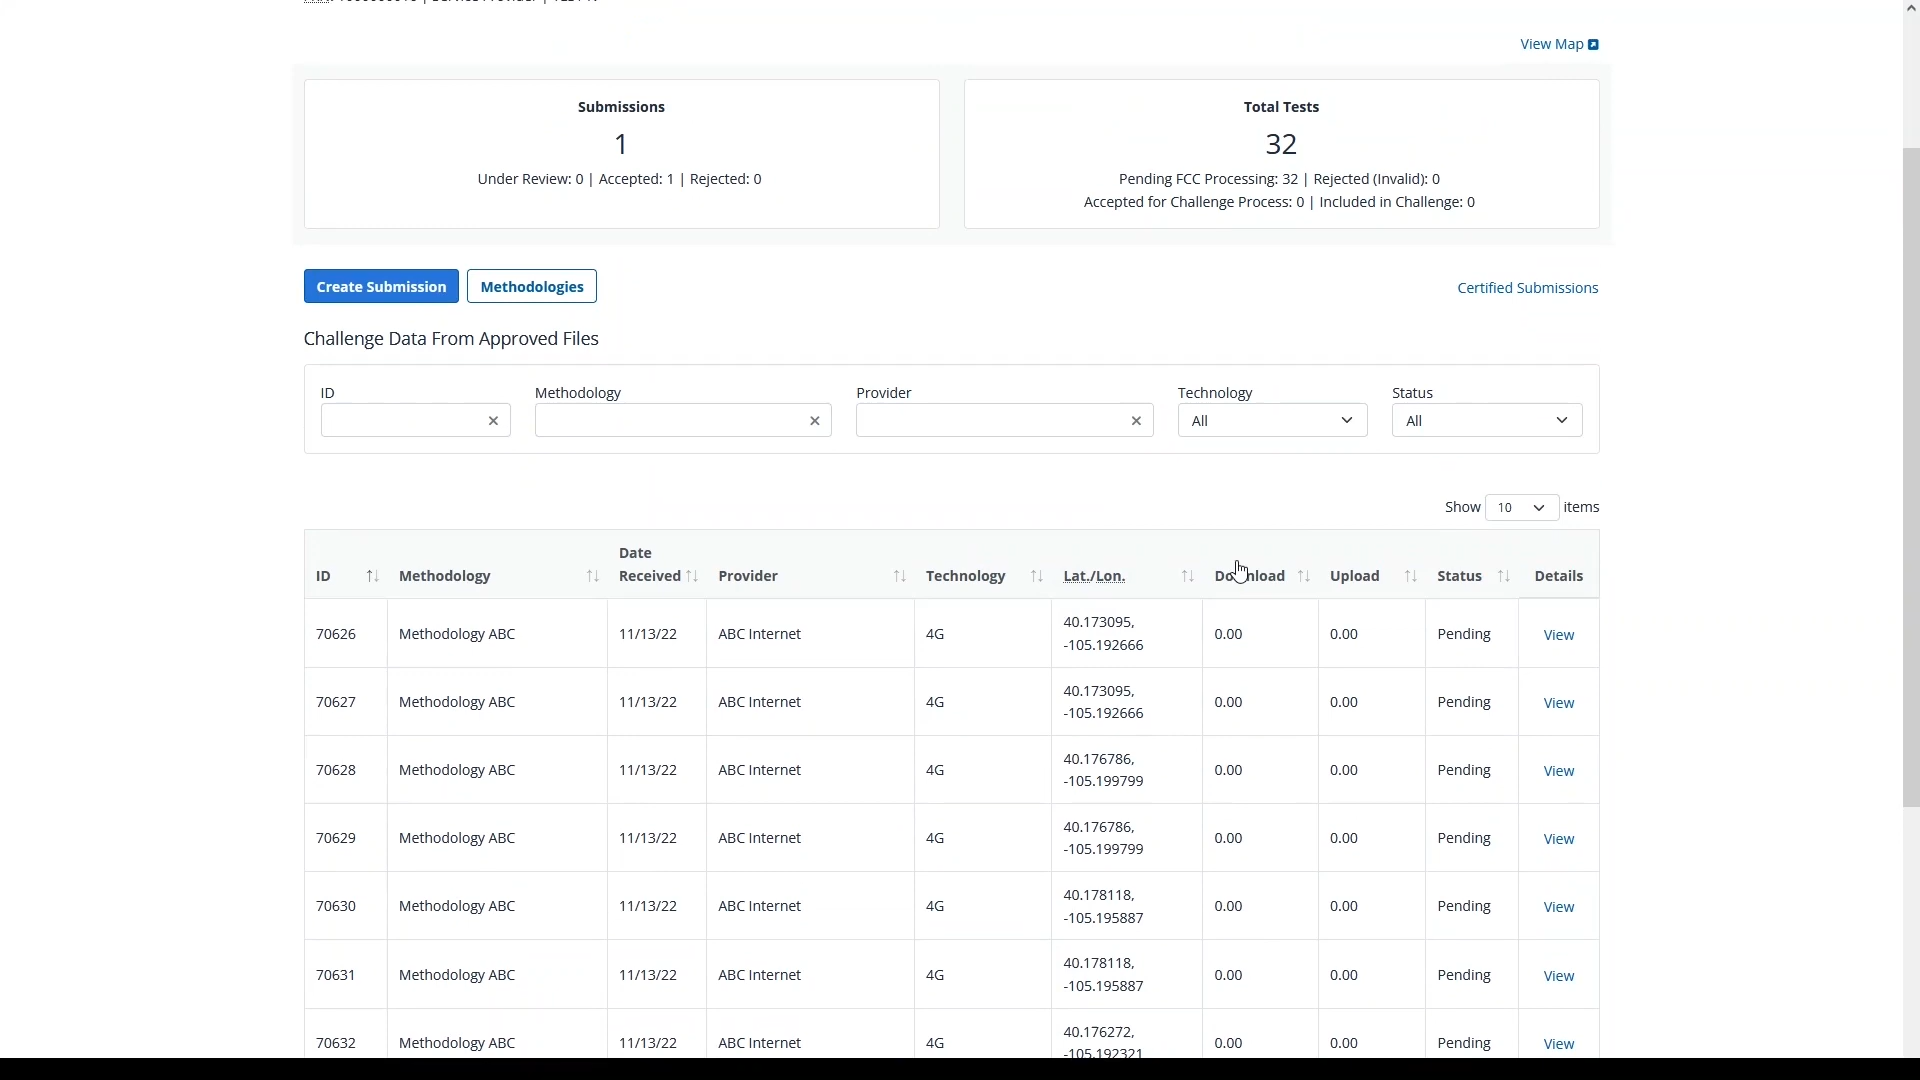 View Map
Submissions
1
Under Review: 0 | Accepted: 1 | Rejected: 0
Total Tests
32
Pending FCC Processing: 32 | Rejected (Invalid): 0
Accepted for Challenge Process: 0 | Included in Challenge: 0
Create Submission
Methodologies
Certified Submissions
Challenge Data From Approved Files
ID
Methodology
Provider
Technology
Status
All
All
Show 10 items
ID Methodology Date Received Provider Technology Lat./Lon. Download Upload Status Details
70626 Methodology ABC 11/13/22 ABC Internet 4G 40.173095, -105.192666 0.00 0.00 Pending View
70627 Methodology ABC 11/13/22 ABC Internet 4G 40.173095, -105.192666 0.00 0.00 Pending View
70628 Methodology ABC 11/13/22 ABC Internet 4G 40.176786, -105.199799 0.00 0.00 Pending View
70629 Methodology ABC 11/13/22 ABC Internet 4G 40.176786, -105.199799 0.00 0.00 Pending View
70630 Methodology ABC 11/13/22 ABC Internet 4G 40.178118, -105.195887 0.00 0.00 Pending View
70631 Methodology ABC 11/13/22 ABC Internet 4G 40.178118, -105.195887 0.00 0.00 Pending View
70632 Methodology ABC 11/13/22 ABC Internet 4G 40.176272, -105.192321 0.00 0.00 Pending View